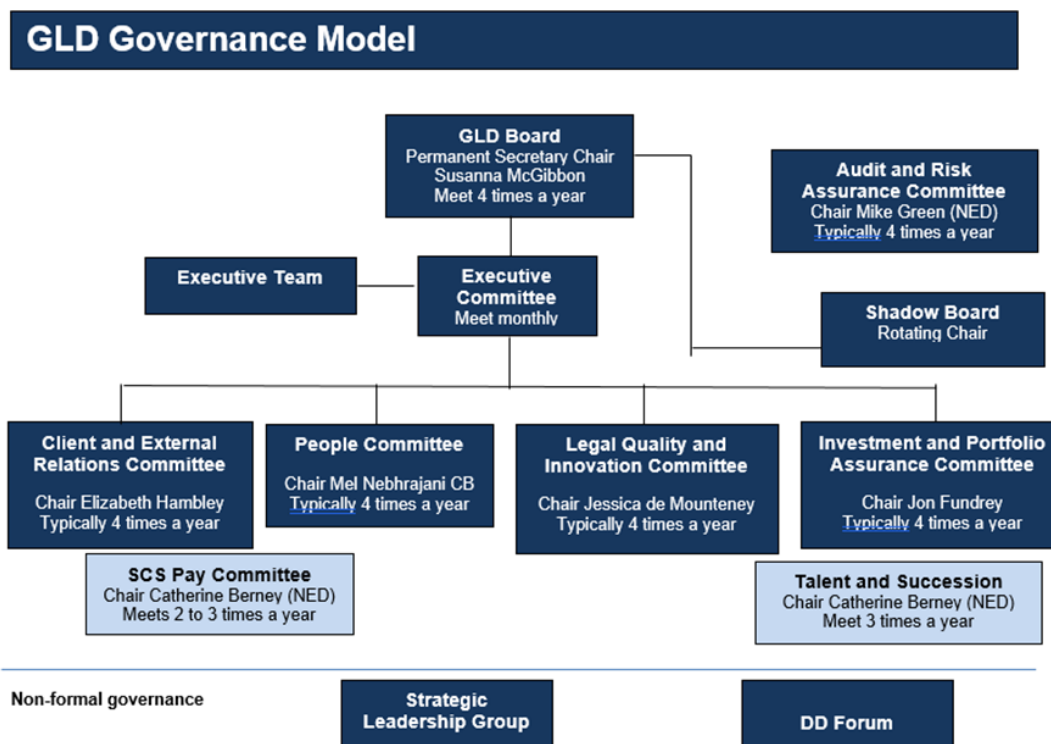 GLD Governance Model
GLD Board
Permanent Secretary Chair
Susanna McGibbon
Meet 4 times a year
Audit and Risk
Assurance Committee
Chair Mike Green (NED)
Typically 4 times a year
Executive Team
Executive
Committee
Meet monthly
Shadow Board
Rotating Chair
Client and External
Relations Committee
Chair Elizabeth Hambley
Typically 4 times a year
People Committee
Chair Mel Nebhrajani CB
Typically 4 times a year
Legal Quality and
Innovation Committee
Chair Jessica de Mounteney
Typically 4 times a year
Investment and Portfolio
Assurance Committee
Chair Jon Fundrey
Typically 4 times a year
SCS Pay Committee
Chair Catherine Berney (NED)
Meets 2 to 3 times a year
Talent and Succession
Chair Catherine Berney (NED)
Meet 3 times a year
Non-formal governance
Strategic
Leadership Group
DD Forum